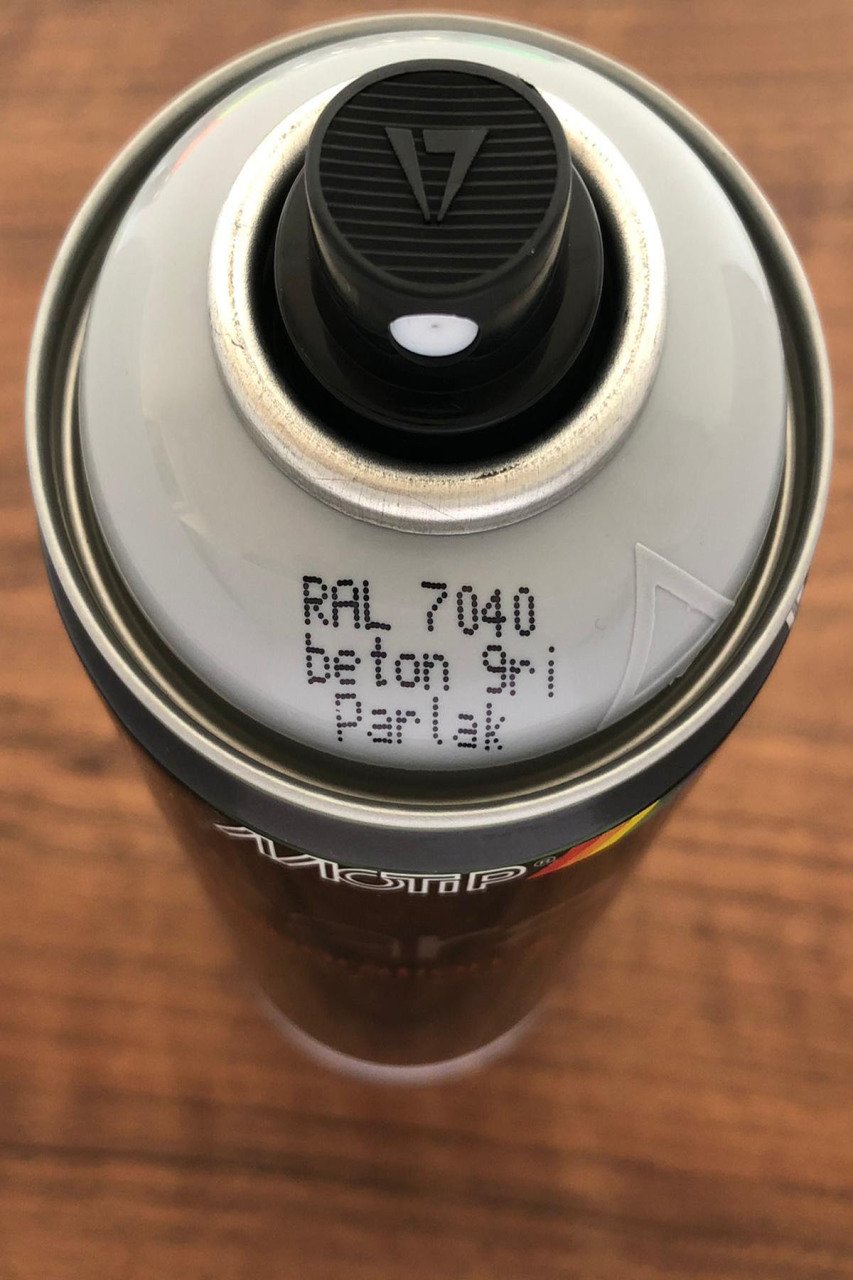 RAL 7040
beton gri
Parlak
MOTIP®